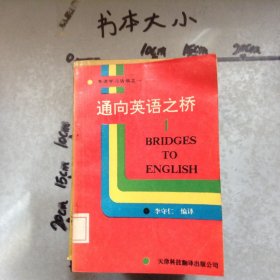 书本大小
10cm 15cm 20cm
10cm
15cm
20cm
通向英语之桥
1
BRIDGES
TO
ENGLISH
李守仁 编译
天津科技翻译出版公司